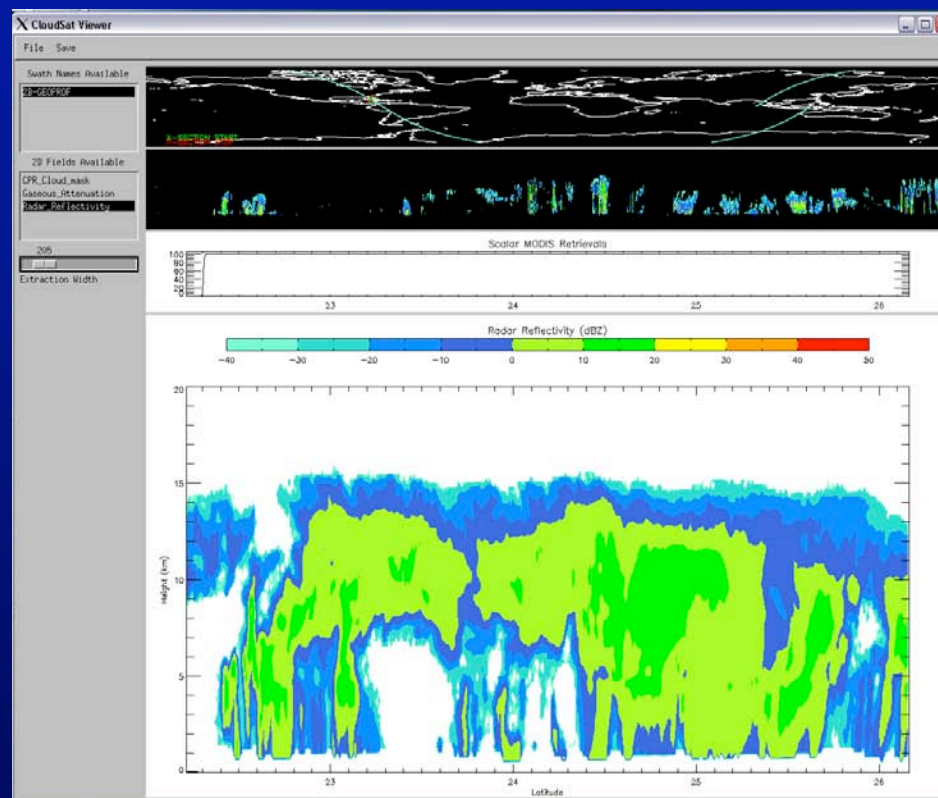 CloudSat Viewer
File Save
Swath Names Available
2B-GEOPROF
2D Fields Available
CPR_Cloud_mask
Gaseous_Attenuation
Radar_Reflectivity
205
Extraction Width
X-SECTION START
Scalar MODIS Retrievals
100
80
60
40
20
0
23 24 25 26
Radar Reflectivity (dBZ)
-40 -30 -20 -10 0 10 20 30 40 50
20
15
10
5
0
Height (km)
23 24 25 26
Latitude